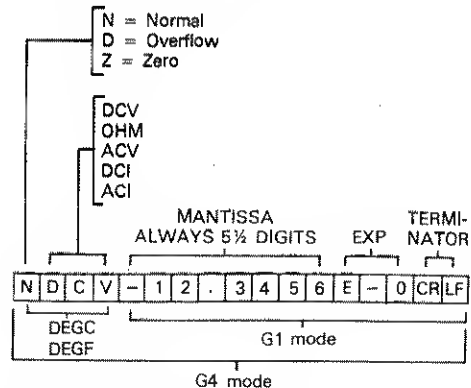 N = Normal
D = Overflow
Z = Zero
DCV
OHM
ACV
DCI
ACI
MANTISSA
ALWAYS 5½ DIGITS
EXP
TERMI-
NATOR
N D C V - 1 2 . 3 4 5 6 E - 0 CR LF
DEGC
DEGF
G1 mode
G4 mode